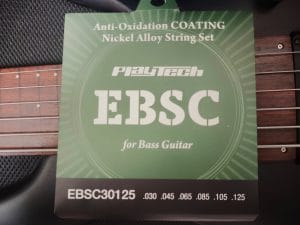 Anti-Oxidation COATING
Nickel Alloy String Set
PLAYTECH
EBSC
for Bass Guitar
EBSC30125 .030 .045 .065 .085 .105 .125